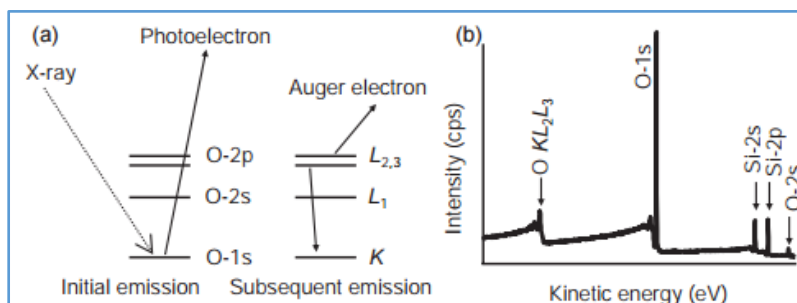 (a)
Photoelectron
X-ray
Auger electron
O-2p
O-2s
O-1s
L2,3
L1
K
Initial emission
Subsequent emission
(b)
Intensity (cps)
O KL2L3
O-1s
Si-2s
Si-2p
O-2s
Kinetic energy (eV)